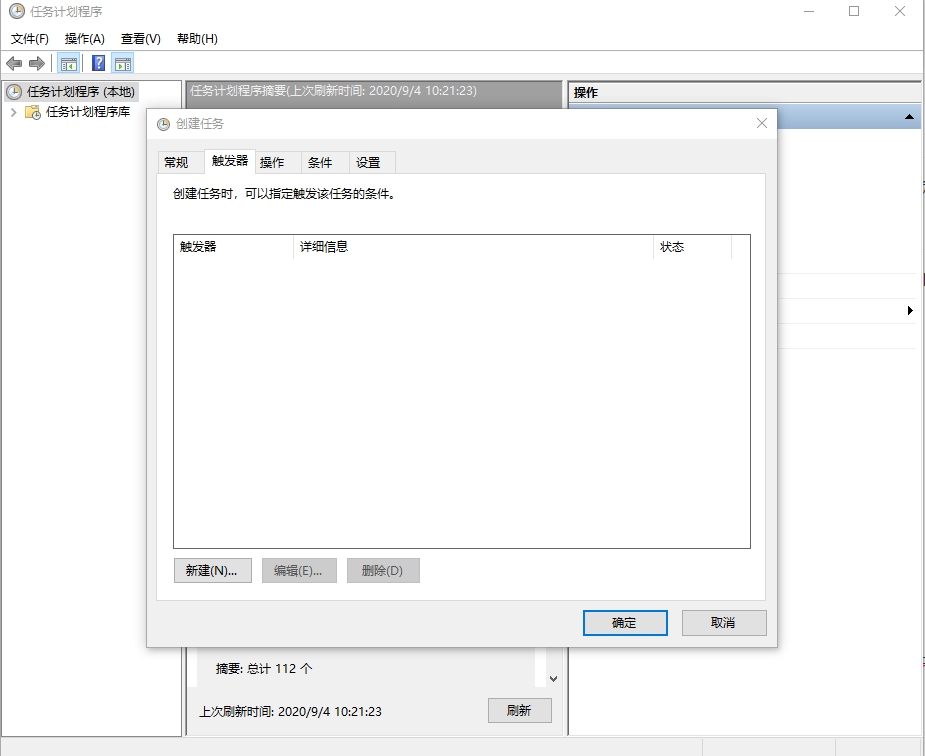 任务计划程序
文件(F) 操作(A) 查看(V) 帮助(H)
任务计划程序 (本地)
任务计划程序库
任务计划程序摘要(上次刷新时间: 2020/9/4 10:21:23)
操作
创建任务
常规 触发器 操作 条件 设置
创建任务时，可以指定触发该任务的条件。
触发器 详细信息 状态
新建(N)... 编辑(E)... 删除(D)
确定 取消
摘要: 总计 112 个
上次刷新时间: 2020/9/4 10:21:23 刷新